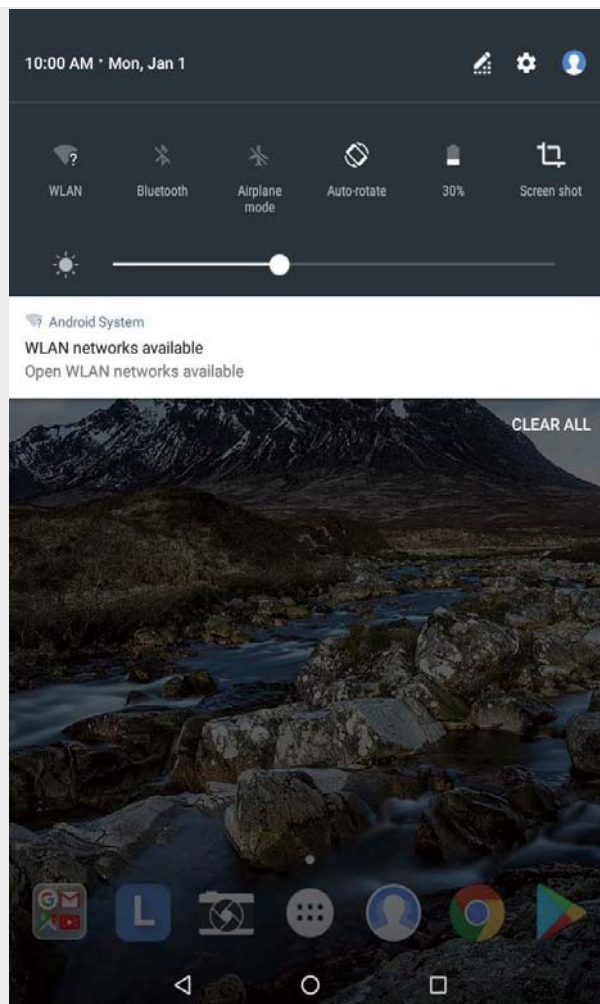 10:00 AM · Mon, Jan 1
WLAN
Bluetooth
Airplane
mode
Auto-rotate
30%
Screen shot
Android System
WLAN networks available
Open WLAN networks available
CLEAR ALL
G M
L